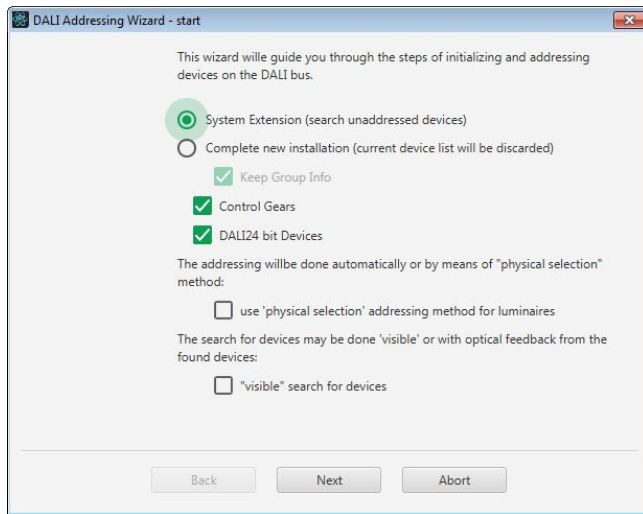 DALI Addressing Wizard - start
This wizard wille guide you through the steps of initializing and addressing
devices on the DALI bus.
System Extension (search unaddressed devices)
Complete new installation (current device list will be discarded)
Keep Group Info
Control Gears
DALI24 bit Devices
The addressing willbe done automatically or by means of "physical selection"
method:
use 'physical selection' addressing method for luminaires
The search for devices may be done 'visible' or with optical feedback from the
found devices:
"visible" search for devices
Back Next Abort